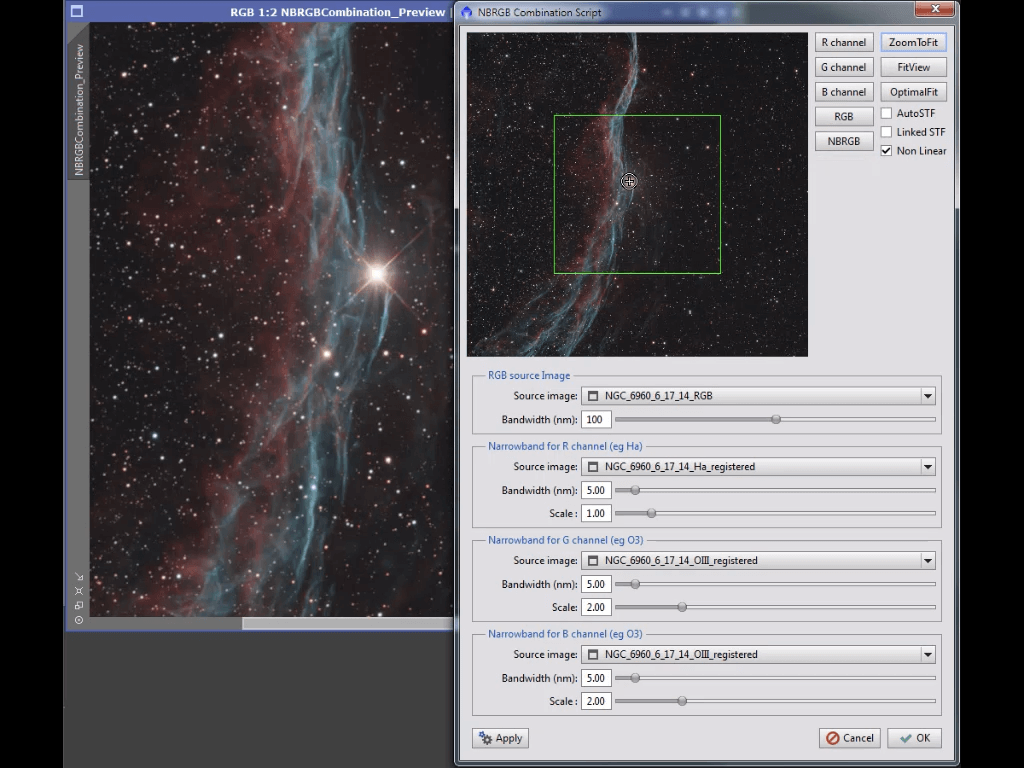 RGB 1:2 NBRGBCombination_Preview
NBRGBCombination_Preview
NBRGB Combination Script
R channel
ZoomToFit
G channel
FitView
B channel
OptimalFit
RGB
AutoSTF
Linked STF
NBRGB
Non Linear
RGB source Image
Source image: NGC_6960_6_17_14_RGB
Bandwidth (nm): 100
Narrowband for R channel (eg Ha)
Source image: NGC_6960_6_17_14_Ha_registered
Bandwidth (nm): 5.00
Scale : 1.00
Narrowband for G channel (eg O3)
Source image: NGC_6960_6_17_14_OIII_registered
Bandwidth (nm): 5.00
Scale: 2.00
Narrowband for B channel (eg O3)
Source image: NGC_6960_6_17_14_OIII_registered
Bandwidth (nm): 5.00
Scale : 2.00
Apply
Cancel
OK